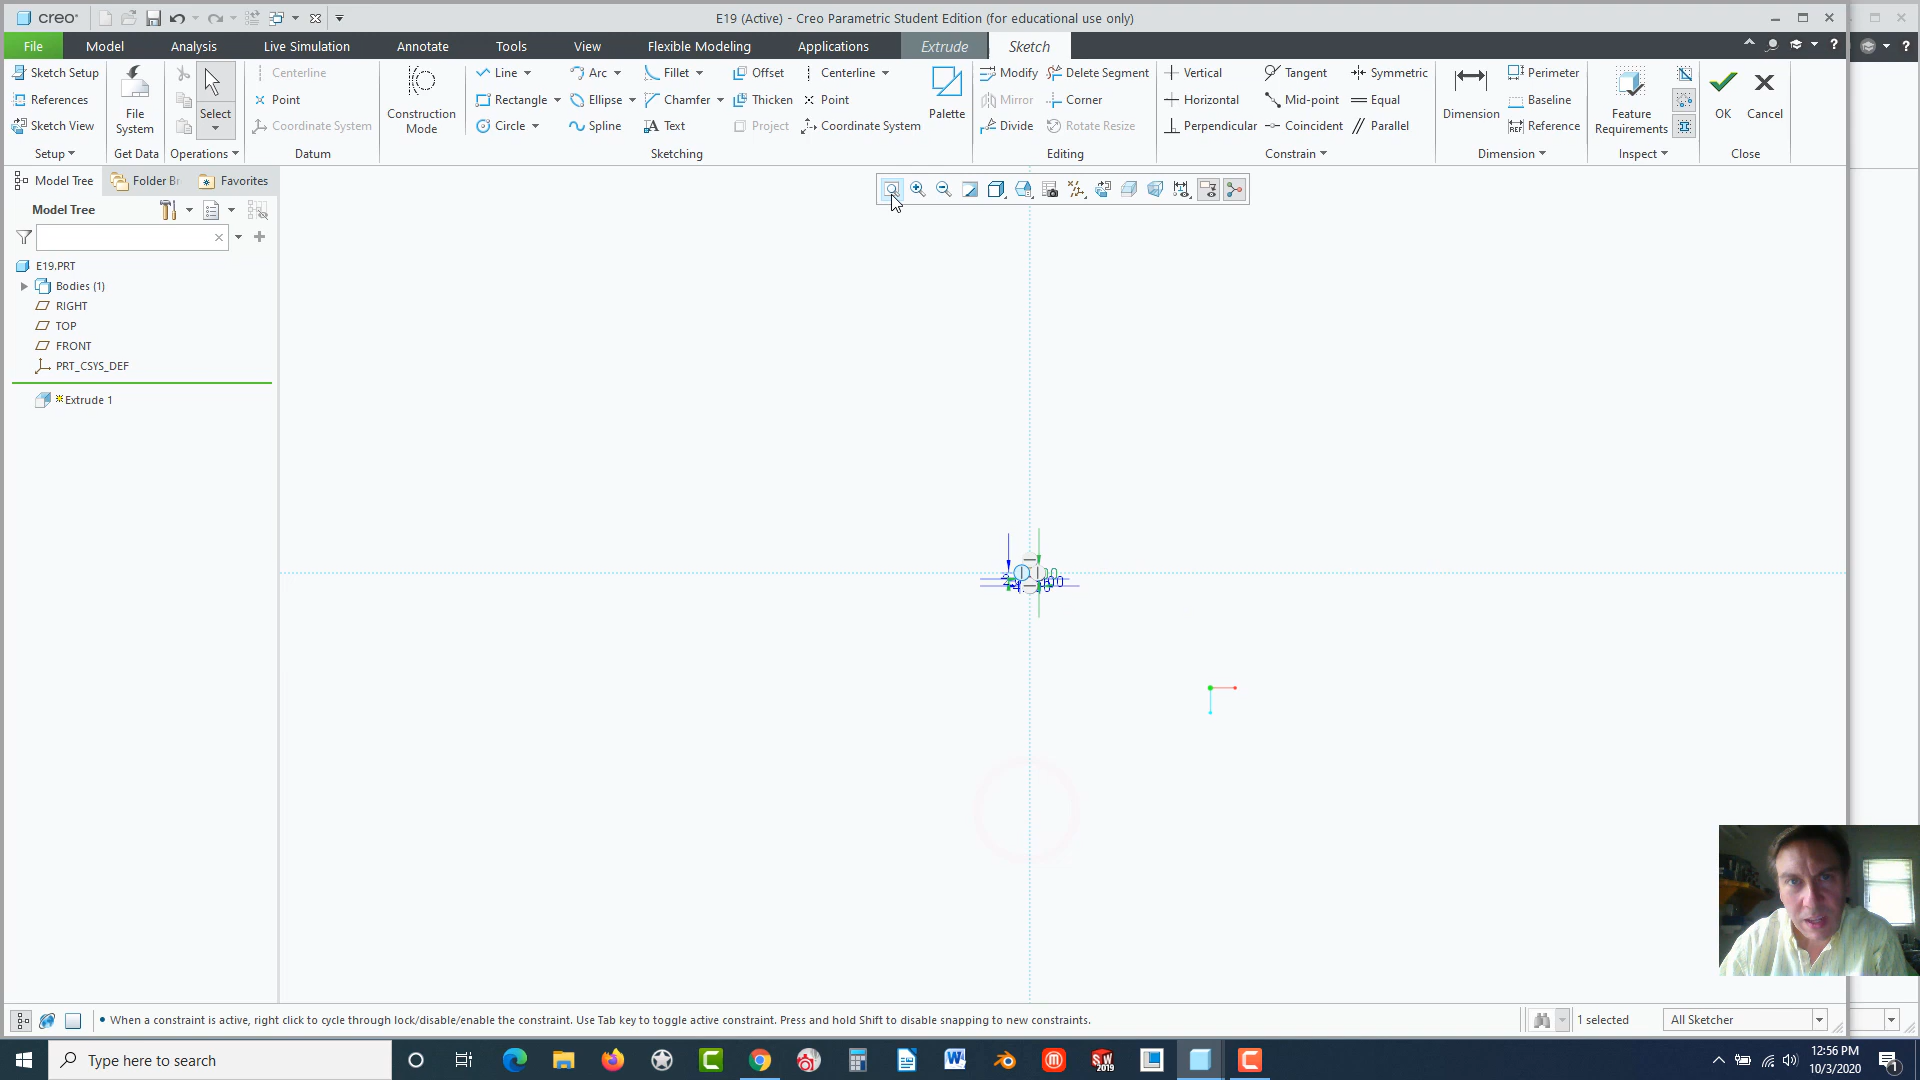 creo
E19 (Active) - Creo Parametric Student Edition (for educational use only)
File Model Analysis Live Simulation Annotate Tools View Flexible Modeling Applications Extrude Sketch
Sketch Setup
References
Sketch View
Setup
File System
Get Data
Select
Operations
Centerline
Point
Coordinate System
Datum
Construction Mode
Line Arc Fillet Offset Centerline
Rectangle Ellipse Chamfer Thicken Point
Circle Spline Text Project Coordinate System
Palette
Sketching
Modify Delete Segment
Mirror Corner
Divide Rotate Resize
Editing
Vertical Tangent Symmetric
Horizontal Mid-point Equal
Perpendicular Coincident Parallel
Constrain
Dimension
Perimeter
Baseline
Reference
Dimension
Feature Requirements
Inspect
OK
Cancel
Close
Model Tree Folder Br Favorites
Model Tree
E19.PRT
Bodies (1)
RIGHT
TOP
FRONT
PRT_CSYS_DEF
Extrude 1
When a constraint is active, right click to cycle through lock/disable/enable the constraint. Use Tab key to toggle active constraint. Press and hold Shift to disable snapping to new constraints.
1 selected
All Sketcher
Type here to search
2019
12:56 PM
10/3/2020
1